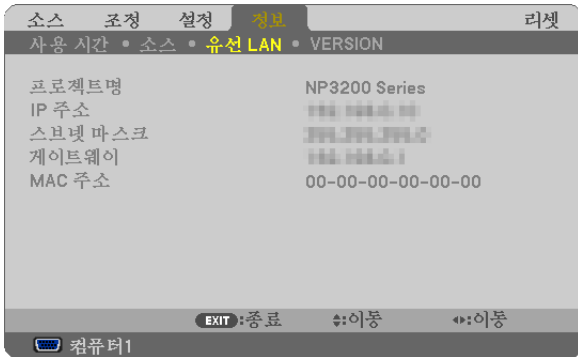 소스 조정 설정 정보 리셋
사용 시간 • 소스 • 유선 LAN • VERSION
프로젝트명 NP3200 Series
IP 주소
스브넷 마스크
게이트웨이
MAC 주소 00-00-00-00-00-00
EXIT :종료 :이동 :이동
컴퓨터1